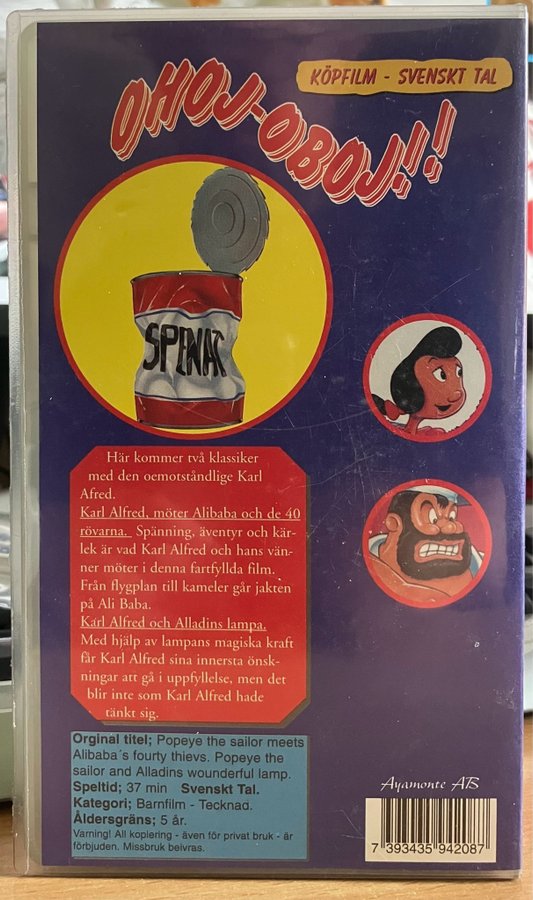 KÖPFILM - SVENSKT TAL
OHOJ-OBOJ!!
SPENAT
Här kommer två klassiker
med den oemotståndlige Karl
Afred.
Karl Alfred, möter Alibaba och de 40
rövarna. Spänning, äventyr och kär-
lek är vad Karl Alfred och hans vän-
ner möter i denna fartfyllda film.
Från flygplan till kameler går jakten
på Ali Baba.
Karl Alfred och Alladins lampa.
Med hjälp av lampans magiska kraft
får Karl Alfred sina innersta önsk-
ningar att gå i uppfyllelse, men det
blir inte som Karl Alfred hade
tänkt sig.
Orginal titel; Popeye the sailor meets
Alibaba´s fourty thievs. Popeye the
sailor and Alladins wounderful lamp.
Speltid; 37 min Svenskt Tal.
Kategori; Barnfilm - Tecknad.
Åldersgräns; 5 år.
Varning! All kopiering - även för privat bruk - är
förbjuden. Missbruk beivras.
Ayamonte AB
7 393435 942087